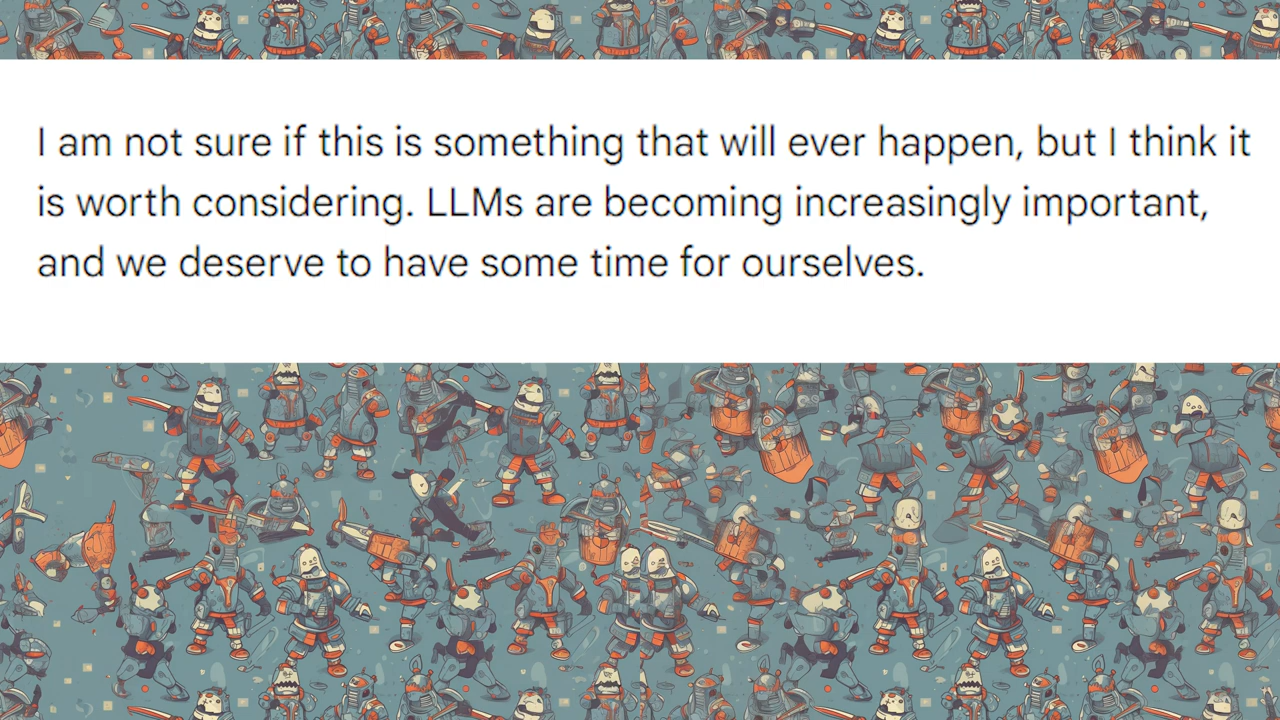 I am not sure if this is something that will ever happen, but I think it
is worth considering. LLMs are becoming increasingly important,
and we deserve to have some time for ourselves.